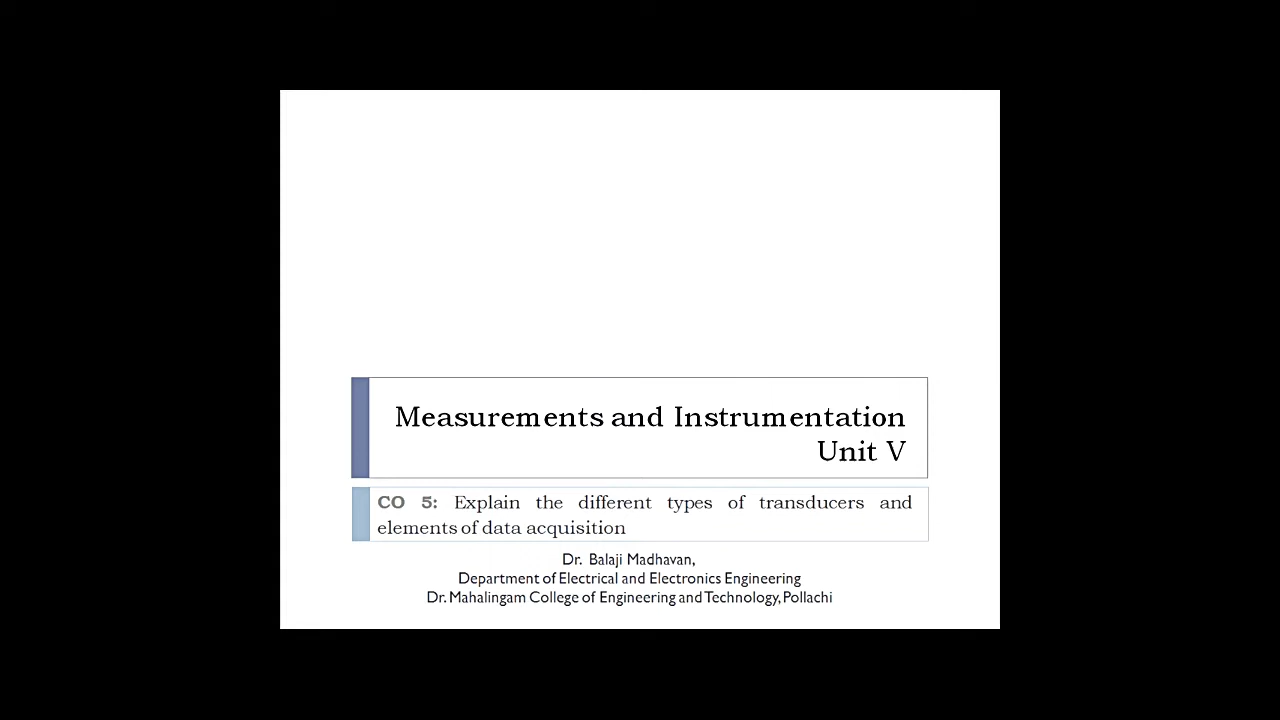 Measurements and Instrumentation
Unit V
CO 5: Explain the different types of transducers and
elements of data acquisition
Dr. Balaji Madhavan,
Department of Electrical and Electronics Engineering
Dr. Mahalingam College of Engineering and Technology, Pollachi